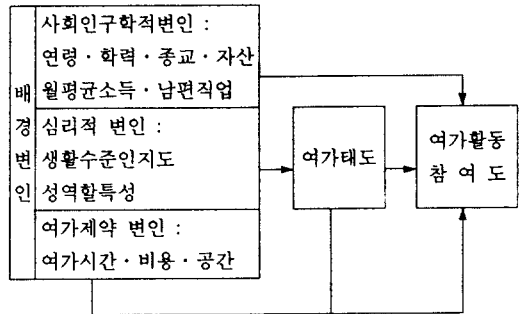 배경변인
사회인구학적변인 :
연령·학력·종교·자산
월평균소득·남편직업
심리적 변인 :
생활수준인지도
성역할특성
여가제약 변인 :
여가시간·비용·공간
여가태도
여가활동
참 여 도